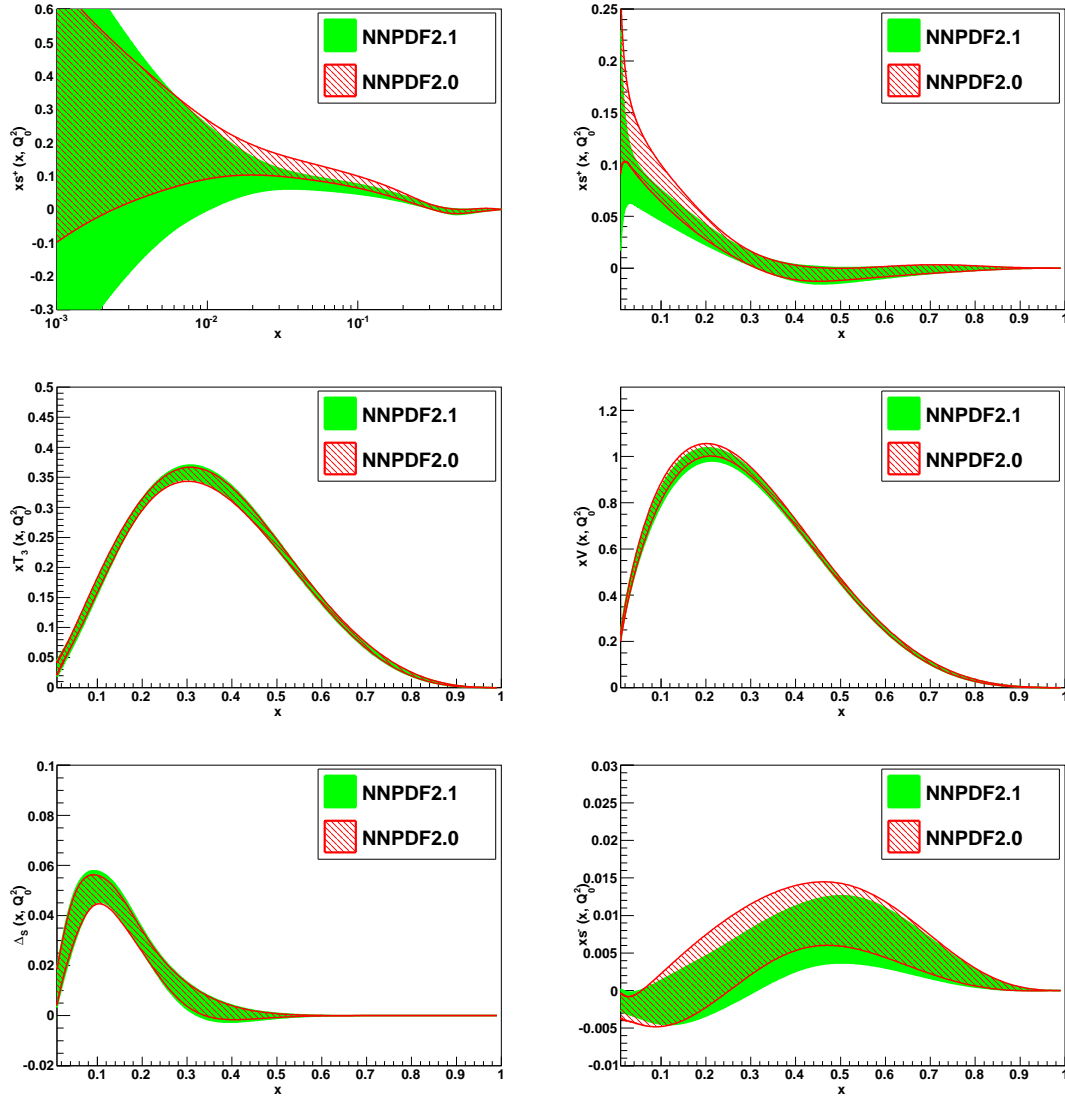 NNPDF2.1
NNPDF2.0
xs⁺ (x, Q₀²)
0.6
0.5
0.4
0.3
0.2
0.1
0
-0.1
-0.2
-0.3
10⁻³
10⁻²
10⁻¹
x
NNPDF2.1
NNPDF2.0
xs⁺ (x, Q₀²)
0.25
0.2
0.15
0.1
0.05
0
0.1 0.2 0.3 0.4 0.5 0.6 0.7 0.8 0.9 1
x
NNPDF2.1
NNPDF2.0
xT₃ (x, Q₀²)
0.5
0.45
0.4
0.35
0.3
0.25
0.2
0.15
0.1
0.05
0
0.1 0.2 0.3 0.4 0.5 0.6 0.7 0.8 0.9 1
x
NNPDF2.1
NNPDF2.0
xV (x, Q₀²)
1.2
1
0.8
0.6
0.4
0.2
0
0.1 0.2 0.3 0.4 0.5 0.6 0.7 0.8 0.9 1
x
NNPDF2.1
NNPDF2.0
Δₛ (x, Q₀²)
0.1
0.08
0.06
0.04
0.02
0
-0.02
0.1 0.2 0.3 0.4 0.5 0.6 0.7 0.8 0.9 1
x
NNPDF2.1
NNPDF2.0
xs⁻ (x, Q₀²)
0.03
0.025
0.02
0.015
0.01
0.005
0
-0.005
-0.01
0.1 0.2 0.3 0.4 0.5 0.6 0.7 0.8 0.9 1
x